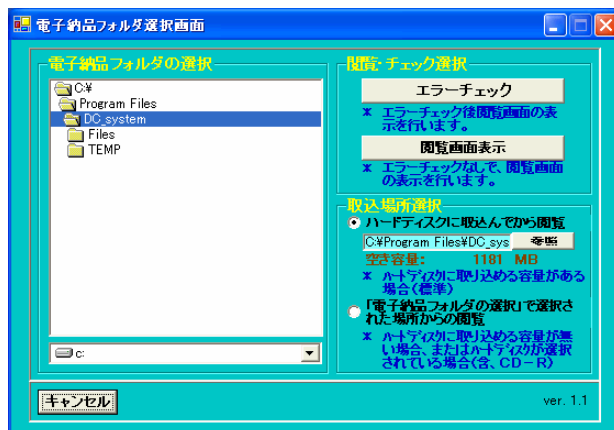 電子納品フォルダ選択画面
電子納品フォルダの選択
C:¥
Program Files
DC_system
Files
TEMP
c:
閲覧・チェック選択
エラーチェック
* エラーチェック後閲覧画面の表
示を行います。
閲覧画面表示
* エラーチェックなしで、閲覧画面
の表示を行います。
取込場所選択
ハードディスクに取込んでから閲覧
C:¥Program Files¥DC_sys
参照
空き容量: 1181 MB
* ハードディスクに取り込める容量がある
場合(標準)
「電子納品フォルダの選択」で選択さ
れた場所からの閲覧
* ハードディスクに取り込める容量が無
い場合、またはハードディスクが選択
されている場合(含、CD-R)
キャンセル
ver. 1.1